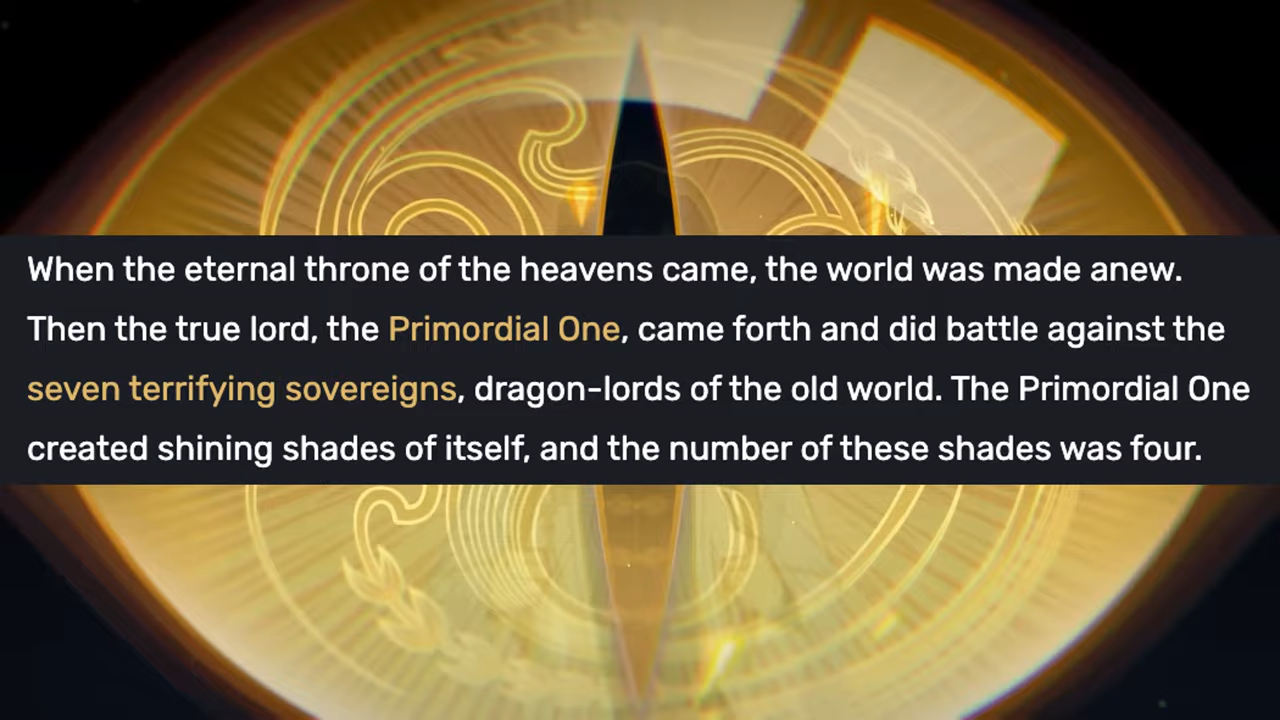 When the eternal throne of the heavens came, the world was made anew.
Then the true lord, the Primordial One, came forth and did battle against the
seven terrifying sovereigns, dragon-lords of the old world. The Primordial One
created shining shades of itself, and the number of these shades was four.